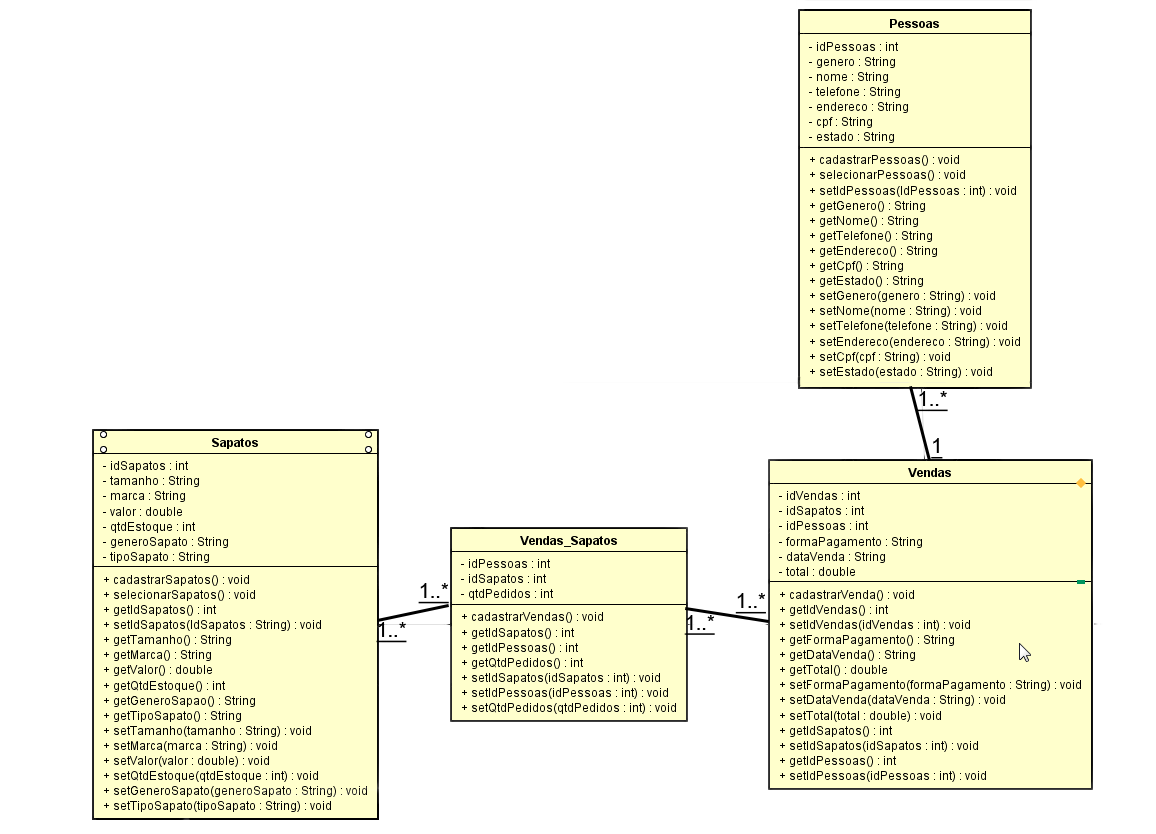 Pessoas
- idPessoas : int
- genero : String
- nome : String
- telefone : String
- endereco : String
- cpf : String
- estado : String
+ cadastrarPessoas() : void
+ selecionarPessoas() : void
+ setIdPessoas(IdPessoas : int) : void
+ getGenero() : String
+ getNome() : String
+ getTelefone() : String
+ getEndereco() : String
+ getCpf() : String
+ getEstado() : String
+ setGenero(genero : String) : void
+ setNome(nome : String) : void
+ setTelefone(telefone : String) : void
+ setEndereco(endereco : String) : void
+ setCpf(cpf : String) : void
+ setEstado(estado : String) : void
1..*
1
Sapatos
- idSapatos : int
- tamanho : String
- marca : String
- valor : double
- qtdEstoque : int
- generoSapato : String
- tipoSapato : String
+ cadastrarSapatos() : void
+ selecionarSapatos() : void
+ getIdSapatos() : int
+ setIdSapatos(IdSapatos : String) : void
+ getTamanho() : String
+ getMarca() : String
+ getValor() : double
+ getQtdEstoque() : int
+ getGeneroSapao() : String
+ getTipoSapato() : String
+ setTamanho(tamanho : String) : void
+ setMarca(marca : String) : void
+ setValor(valor : double) : void
+ setQtdEstoque(qtdEstoque : int) : void
+ setGeneroSapato(generoSapato : String) : void
+ setTipoSapato(tipoSapato : String) : void
1..*
1..*
Vendas_Sapatos
- idPessoas : int
- idSapatos : int
- qtdPedidos : int
+ cadastrarVendas() : void
+ getIdSapatos() : int
+ getIdPessoas() : int
+ getQtdPedidos() : int
+ setIdSapatos(idSapatos : int) : void
+ setIdPessoas(idPessoas : int) : void
+ setQtdPedidos(qtdPedidos : int) : void
1..*
1..*
Vendas
- idVendas : int
- idSapatos : int
- idPessoas : int
- formaPagamento : String
- dataVenda : String
- total : double
+ cadastrarVenda() : void
+ getIdVendas() : int
+ setIdVendas(idVendas : int) : void
+ getFormaPagamento() : String
+ getDataVenda() : String
+ getTotal() : double
+ setFormaPagamento(formaPagamento : String) : void
+ setDataVenda(dataVenda : String) : void
+ setTotal(total : double) : void
+ getIdSapatos() : int
+ setIdSapatos(idSapatos : int) : void
+ getIdPessoas() : int
+ setIdPessoas(idPessoas : int) : void